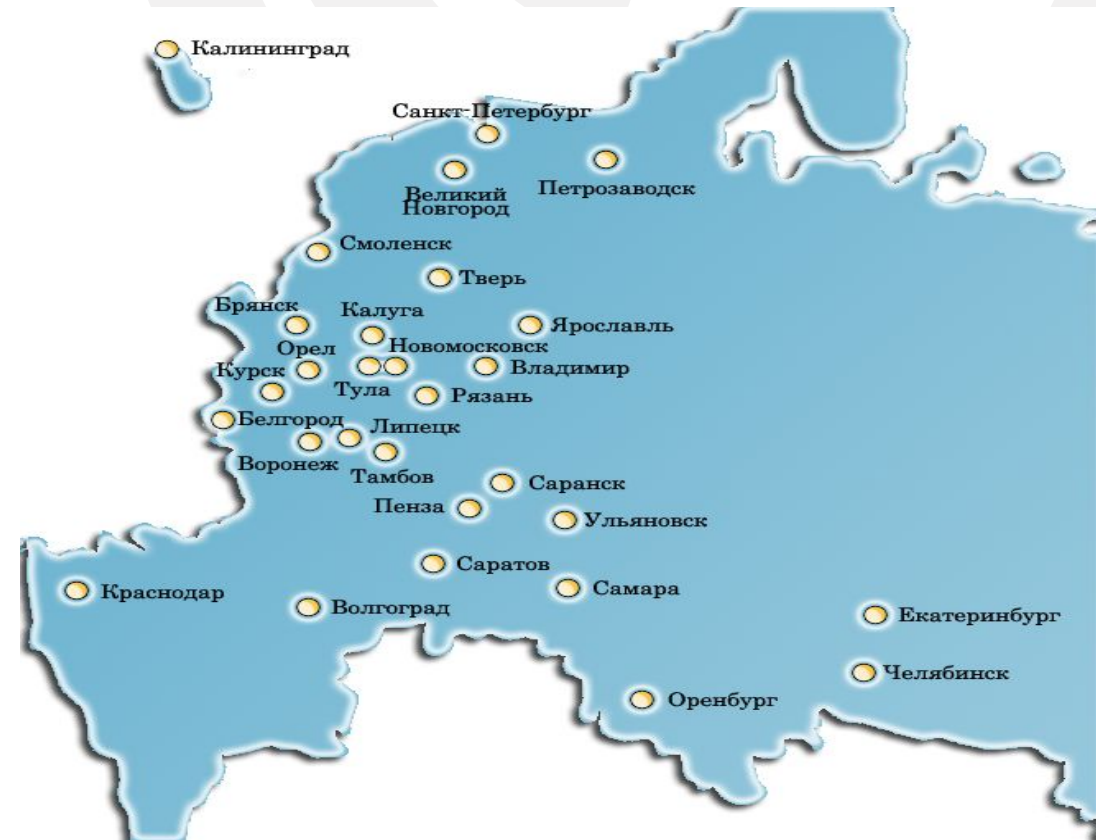 Калининград
Санкт-Петербург
Великий
Новгород
Петрозаводск
Смоленск
Тверь
Брянск
Калуга
Ярославль
Орел
Новомосковск
Курск
Тула
Владимир
Рязань
Белгород
Липецк
Воронеж
Тамбов
Саранск
Пенза
Ульяновск
Саратов
Самара
Краснодар
Волгоград
Екатеринбург
Челябинск
Оренбург